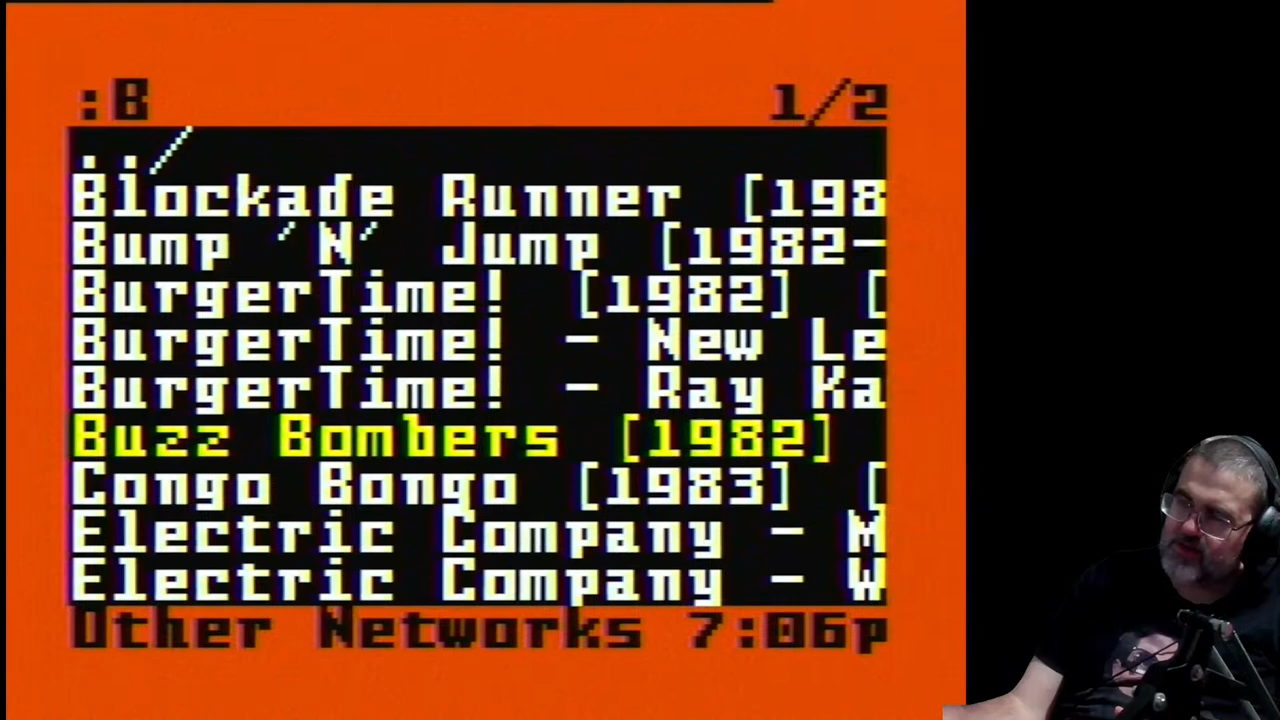 :B 1/2
../
Blockade Runner [198
Bump 'N' Jump [1982-
BurgerTime! [1982] [
BurgerTime! - New Le
BurgerTime! - Ray Ka
Buzz Bombers [1982]
Congo Bongo [1983] [
Electric Company - M
Electric Company - W
Other Networks 7:06p